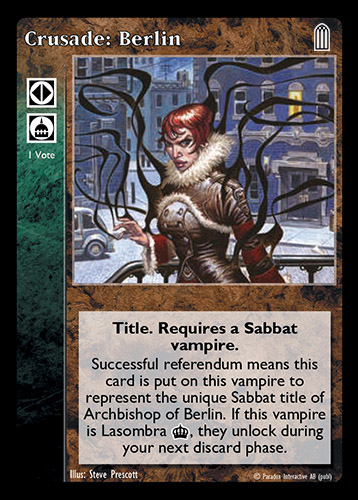 Crusade: Berlin
1 Vote
Title. Requires a Sabbat
vampire.
Successful referendum means this
card is put on this vampire to
represent the unique Sabbat title of
Archbishop of Berlin. If this vampire
is Lasombra , they unlock during
your next discard phase.
Illus: Steve Prescott
© Paradox Interactive AB (publ)